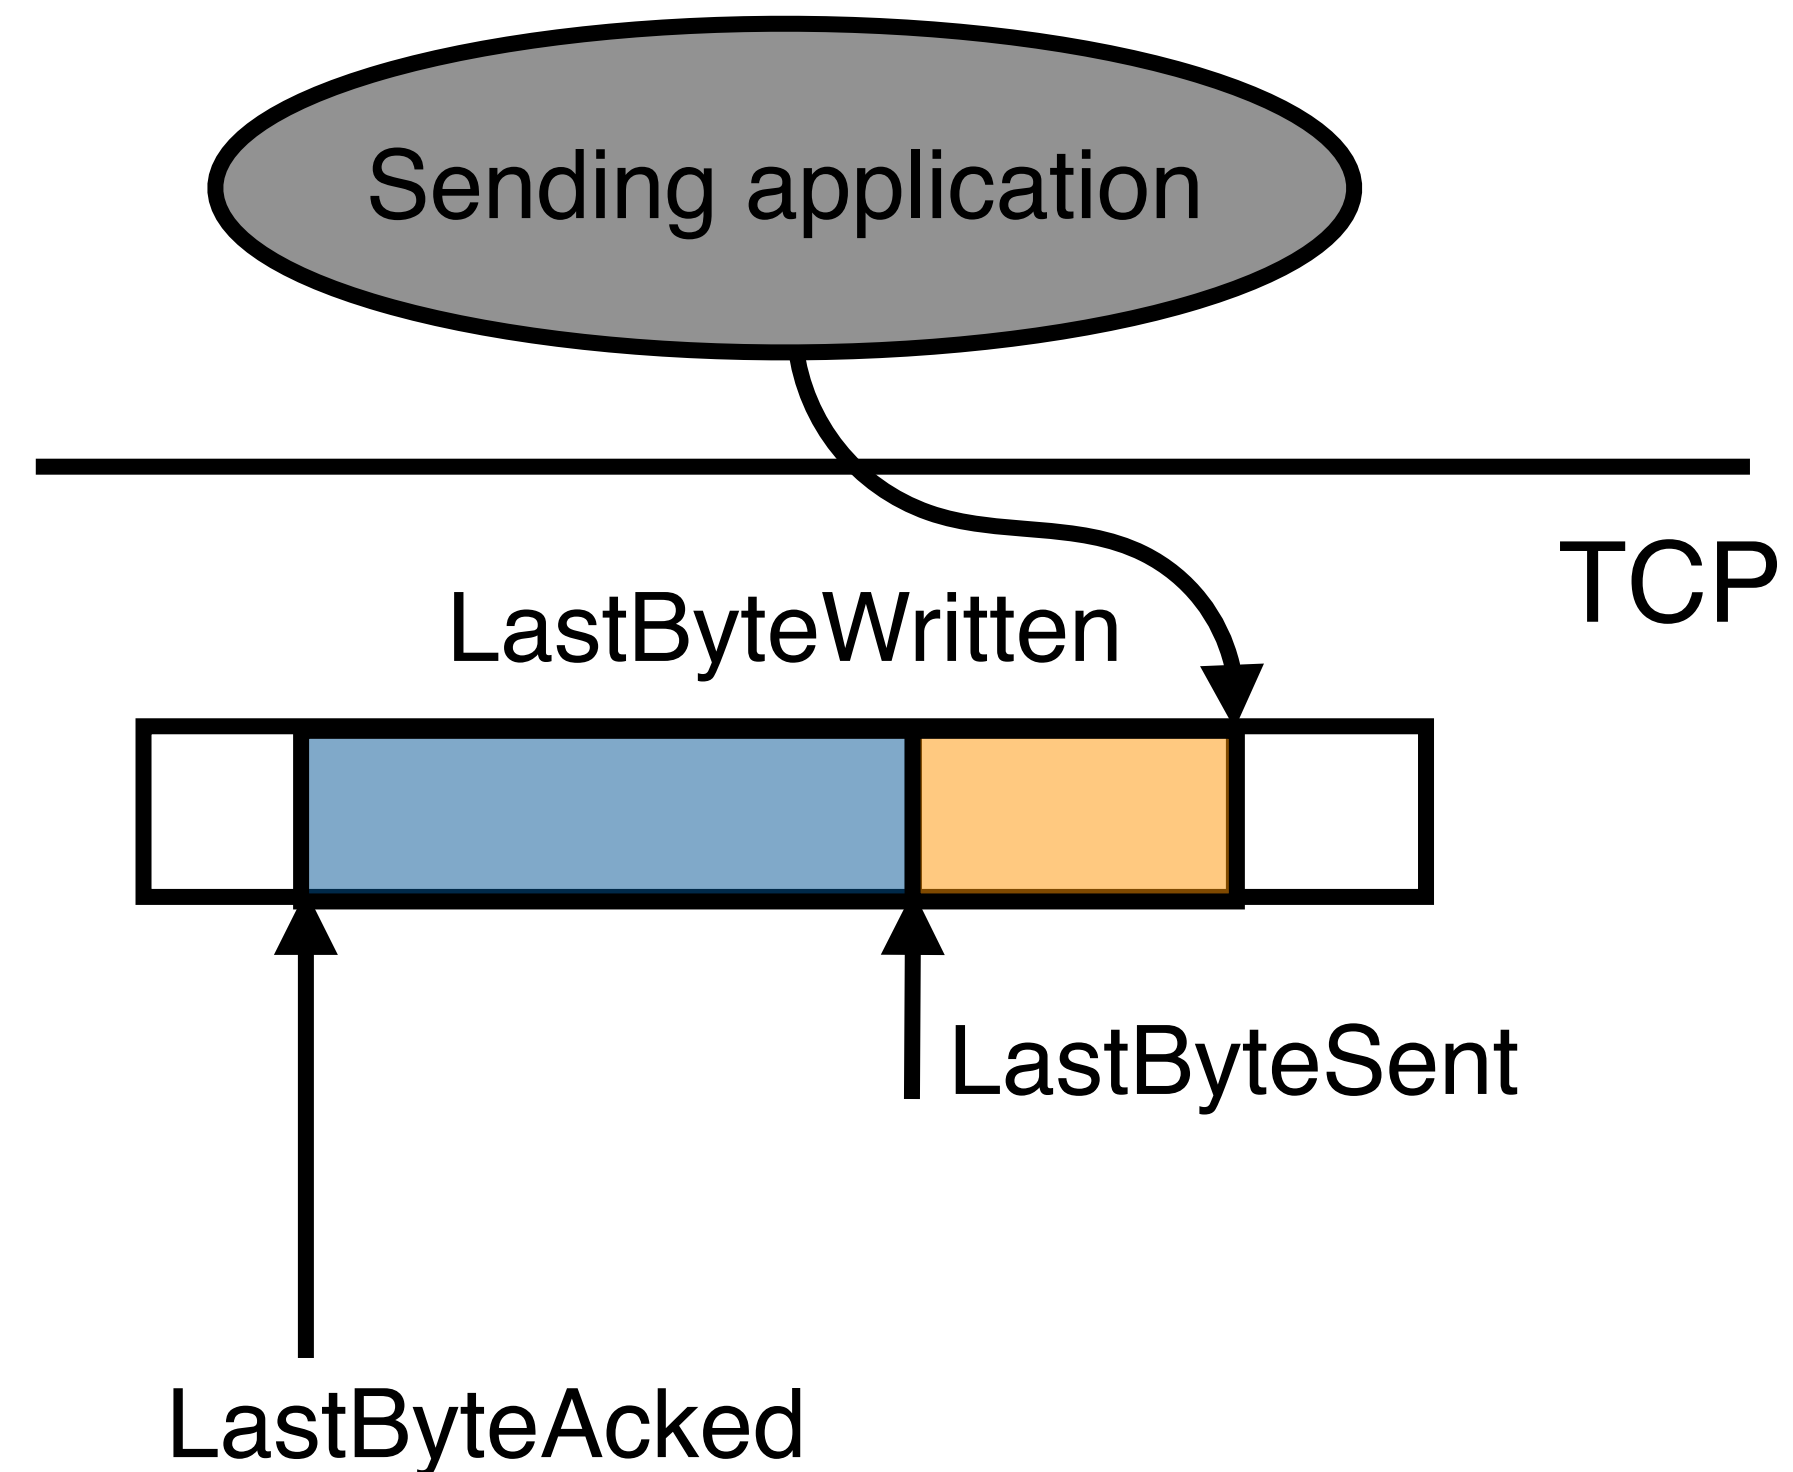 Sending application
TCP
LastByteWritten
LastByteSent
LastByteAcked